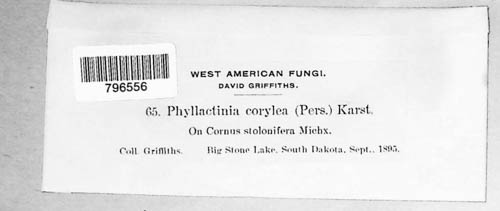 796556
WEST AMERICAN FUNGI.
DAVID GRIFFITHS.
65. Phyllactinia corylea (Pers.) Karst.
On Cornus stolonifera Michx.
Coll. Griffiths. Big Stone Lake, South Dakota, Sept., 1895.